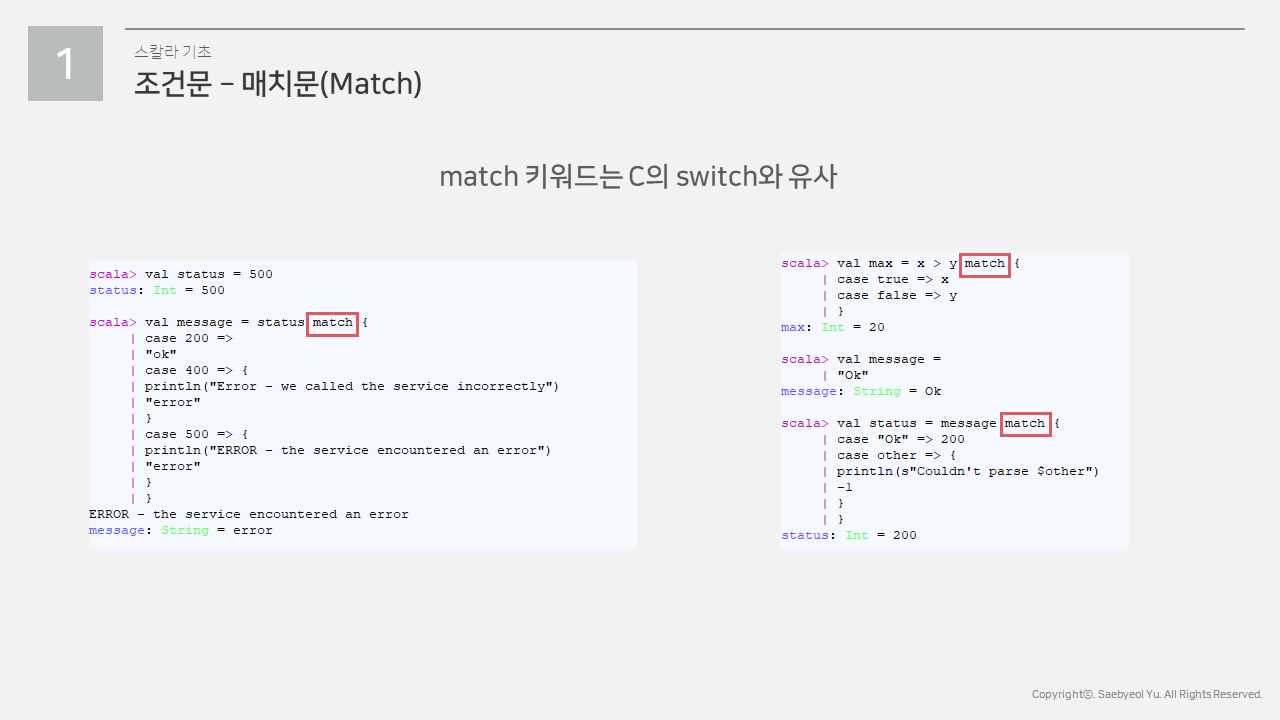 1
스칼라 기초
조건문 – 매치문(Match)
match 키워드는 C의 switch와 유사
scala> val status = 500
status: Int = 500
scala> val message = status match {
| case 200 =>
| "ok"
| case 400 => {
| println("Error - we called the service incorrectly")
| "error"
| }
| case 500 => {
| println("ERROR - the service encountered an error")
| "error"
| }
| }
ERROR - the service encountered an error
message: String = error
scala> val max = x > y match {
| case true => x
| case false => y
| }
max: Int = 20
scala> val message =
| "Ok"
message: String = Ok
scala> val status = message match {
| case "Ok" => 200
| case other => {
| println(s"Couldn't parse $other")
| -1
| }
| }
status: Int = 200
Copyrightⓒ. Saebyeol Yu. All Rights Reserved.